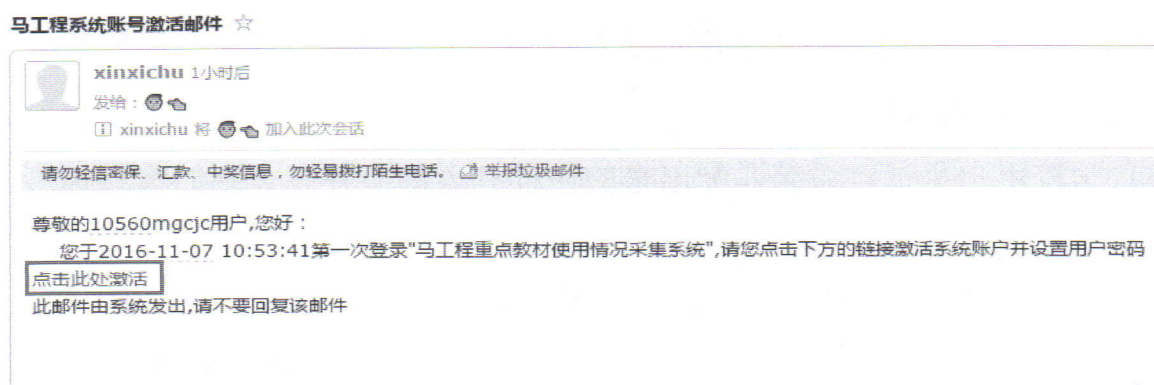 马工程系统账号激活邮件
xinxichu 1小时后
发给：
xinxichu 将 加入此次会话
请勿轻信密保、汇款、中奖信息，勿轻易拨打陌生电话。 举报垃圾邮件
尊敬的10560mgcjc用户,您好：
您于2016-11-07 10:53:41第一次登录"马工程重点教材使用情况采集系统",请您点击下方的链接激活系统账户并设置用户密码
点击此处激活
此邮件由系统发出,请不要回复该邮件